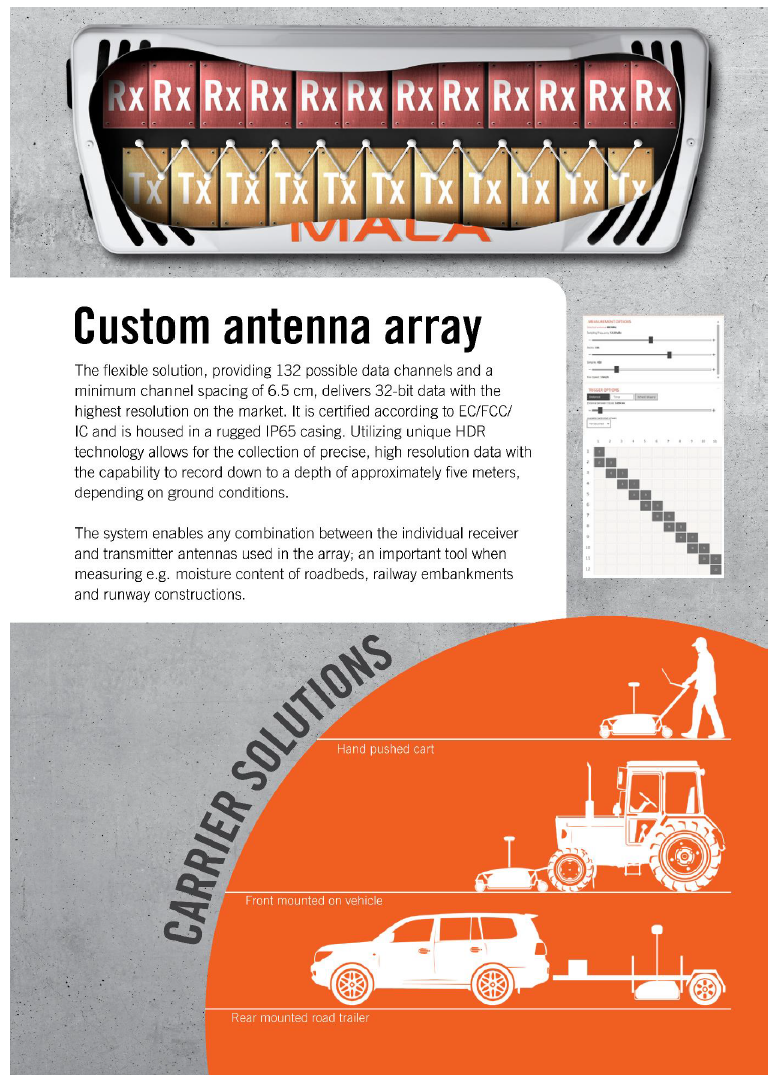 Rx Rx Rx Rx Rx Rx Rx Rx Rx Rx Rx Rx
Tx Tx Tx Tx Tx Tx Tx Tx Tx Tx Tx
MALÅ
Custom antenna array
The flexible solution, providing 132 possible data channels and a
minimum channel spacing of 6.5 cm, delivers 32-bit data with the
highest resolution on the market. It is certified according to EC/FCC/
IC and is housed in a rugged IP65 casing. Utilizing unique HDR
technology allows for the collection of precise, high resolution data with
the capability to record down to a depth of approximately five meters,
depending on ground conditions.
The system enables any combination between the individual receiver
and transmitter antennas used in the array; an important tool when
measuring e.g. moisture content of roadbeds, railway embankments
and runway constructions.
MEASUREMENT OPTIONS
TRIGGER OPTIONS
CARRIER SOLUTIONS
Hand pushed cart
Front mounted on vehicle
Rear mounted road trailer